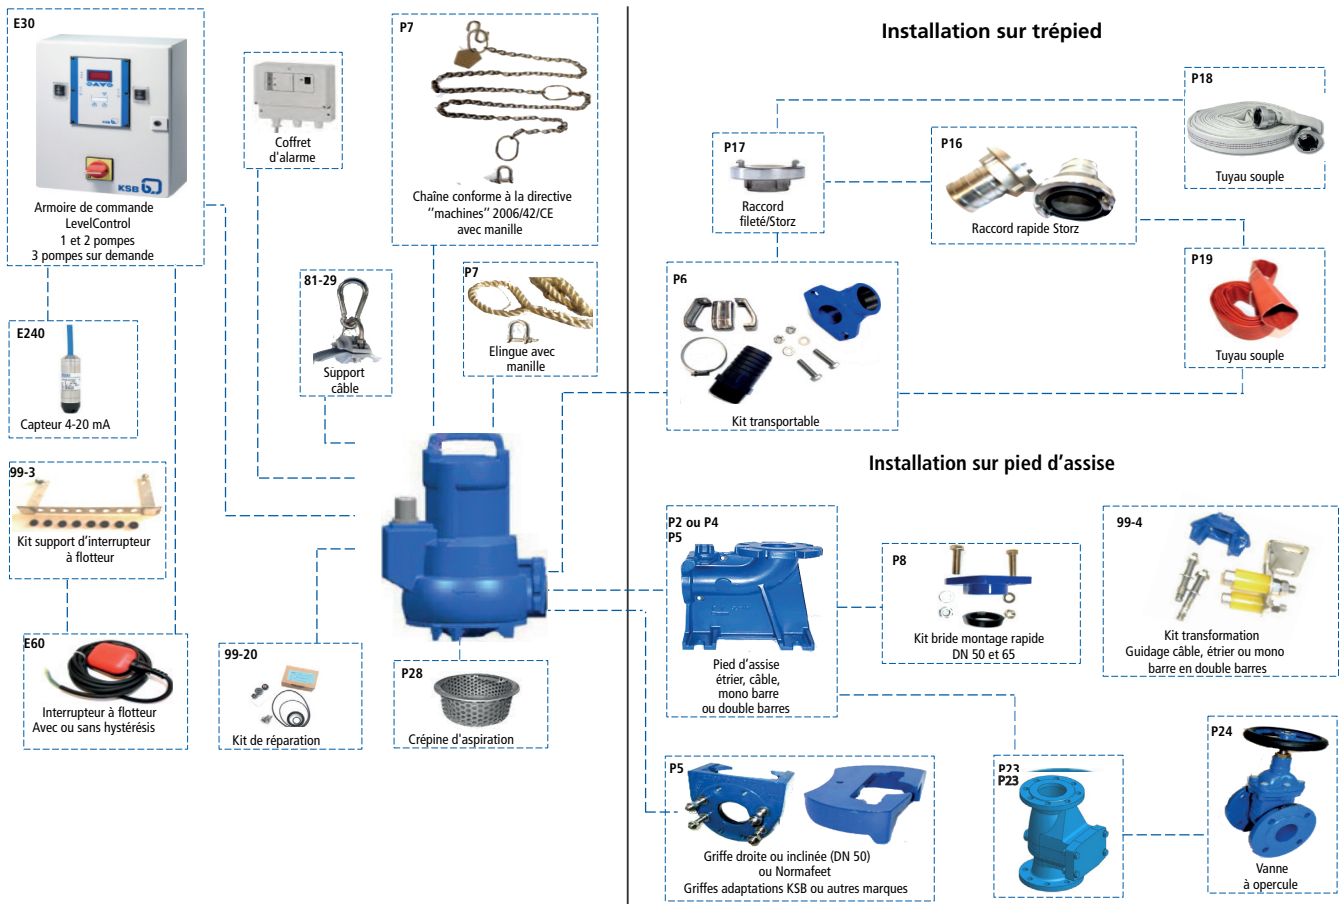 E30
KSB
Armoire de commande
LevelControl
1 et 2 pompes
3 pompes sur demande
Coffret
d'alarme
P7
Chaîne conforme à la directive
‘‘machines’’ 2006/42/CE
avec manille
81-29
Support
câble
P7
Elingue avec
manille
E240
Capteur 4-20 mA
99-3
Kit support d'interrupteur
à flotteur
E60
Interrupteur à flotteur
Avec ou sans hystérésis
99-20
Kit de réparation
P28
Crépine d'aspiration
Installation sur trépied
P18
Tuyau souple
P17
Raccord
fileté/Storz
P16
Raccord rapide Storz
P19
Tuyau souple
P6
Kit transportable
Installation sur pied d’assise
P2 ou P4
P5
Pied d’assise
étrier, câble,
mono barre
ou double barres
P8
Kit bride montage rapide
DN 50 et 65
99-4
Kit transformation
Guidage câble, étrier ou mono
barre en double barres
P5
Griffe droite ou inclinée (DN 50)
ou Normafeet
Griffes adaptations KSB ou autres marques
P23
P23
P24
Vanne
à opercule